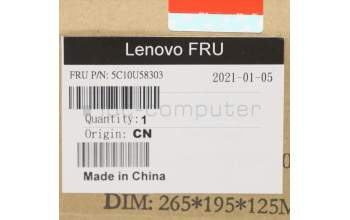 Lenovo FRU
FRU P/N: 5C10U58303
2021-01-05
Quantity: 1
Origin: CN
Made in China
DIM: 265*195*125M